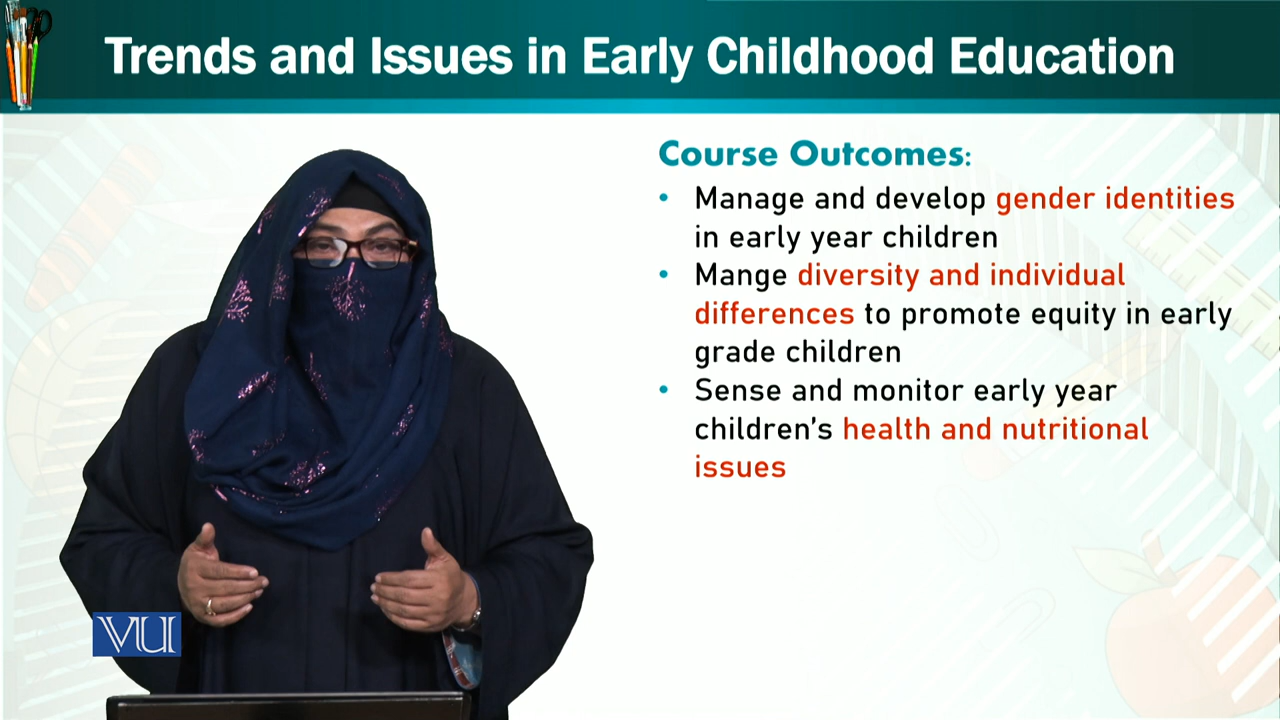 Trends and Issues in Early Childhood Education
Course Outcomes:
• Manage and develop gender identities
in early year children
• Mange diversity and individual
differences to promote equity in early
grade children
• Sense and monitor early year
children's health and nutritional
issues
VU